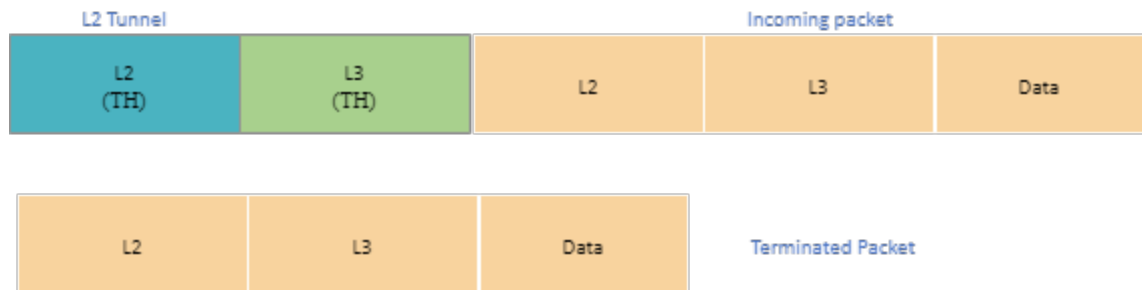 L2 Tunnel
Incoming packet
L2
(TH)
L3
(TH)
L2
L3
Data
L2
L3
Data
Terminated Packet